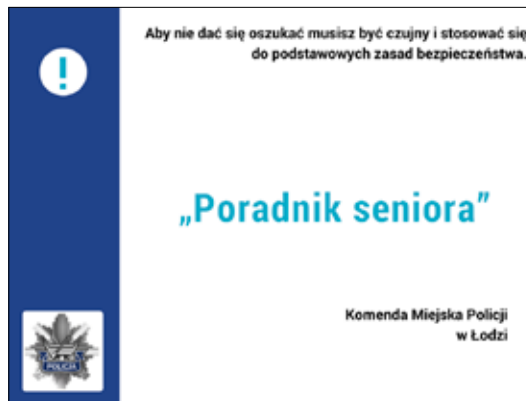 Aby nie dać się oszukać musisz być czujny i stosować się
do podstawowych zasad bezpieczeństwa.
!
„Poradnik seniora”
Komenda Miejska Policji
w Łodzi
POLICJA